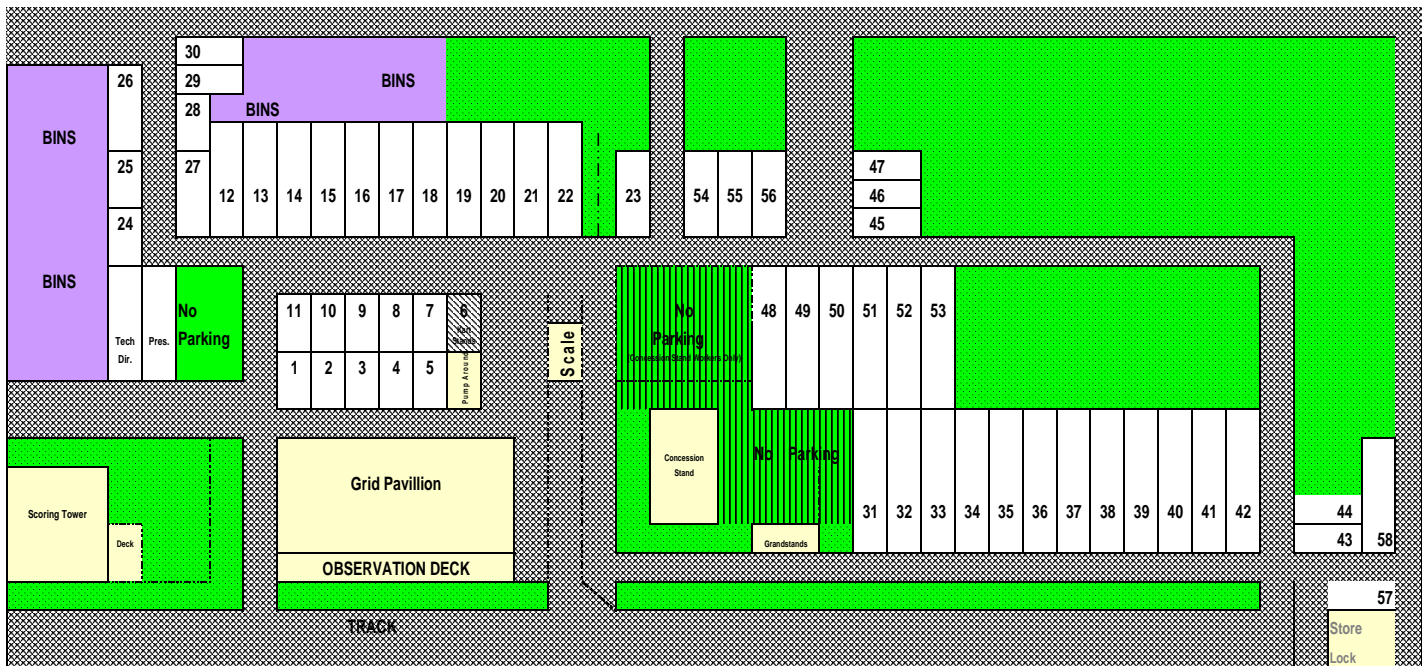 30
26
29
BINS
28
BINS
BINS
25
27
47
12 13 14 15 16 17 18 19 20 21 22
23
54 55 56
46
24
45
BINS
No
Parking
Tech
Dir.
Pres.
11 10 9 8 7 6
Kart
Stands
1 2 3 4 5
Pump Around
Scale
No
Parking
(Concession Stand Workers Only)
48 49 50 51 52 53
Concession
Stand
No Parking
Grid Pavillion
Scoring Tower
Deck
OBSERVATION DECK
Grandstands
31 32 33 34 35 36 37 38 39 40 41 42
44
43
58
57
TRACK
Store
Lock